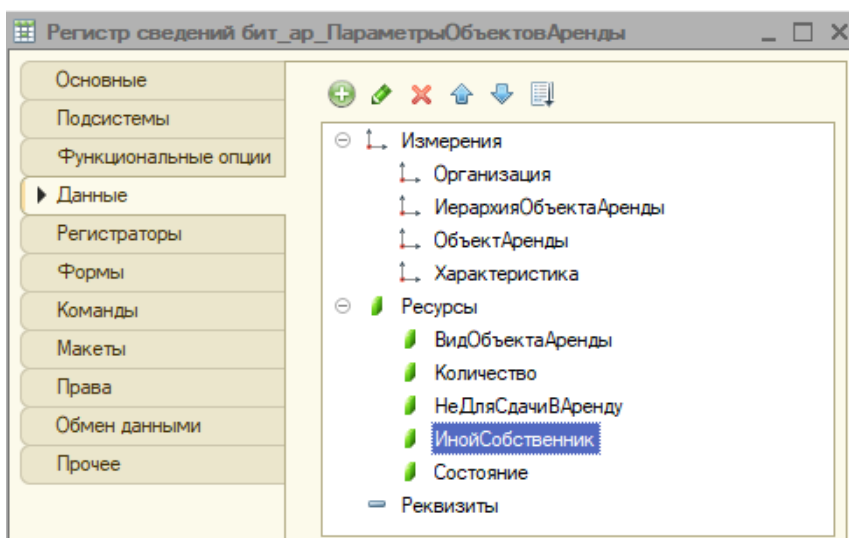 Регистр сведений бит_ар_ПараметрыОбъектовАренды
Основные
Подсистемы
Функциональные опции
Данные
Регистраторы
Формы
Команды
Макеты
Права
Обмен данными
Прочее
Измерения
Организация
ИерархияОбъектаАренды
ОбъектАренды
Характеристика
Ресурсы
ВидОбъектаАренды
Количество
НеДляСдачиВАренду
ИнойСобственник
Состояние
Реквизиты